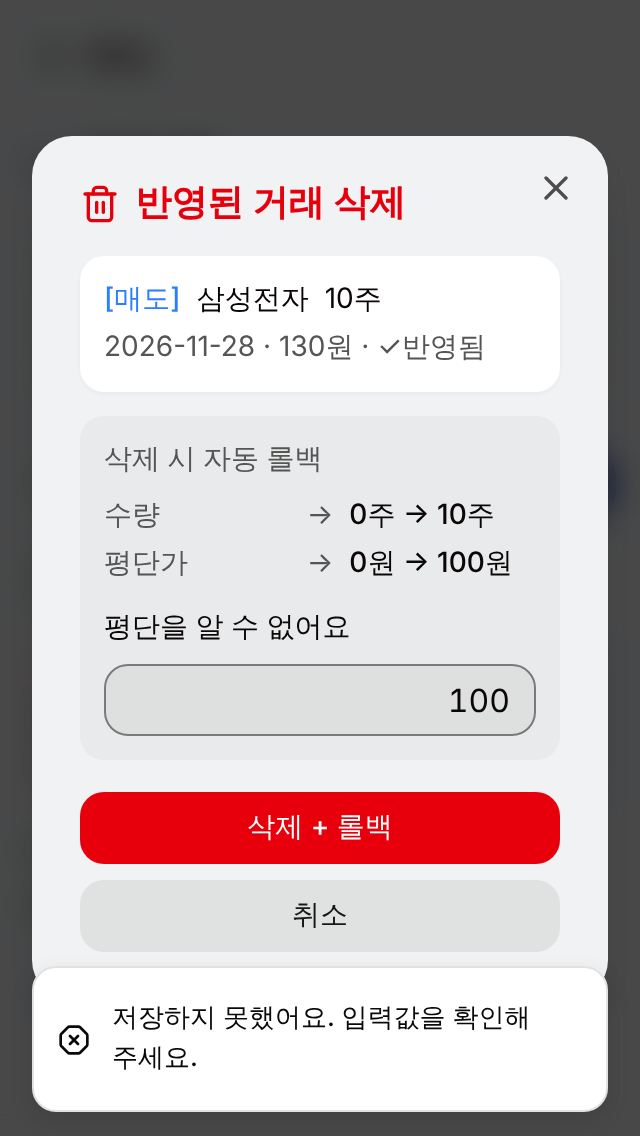 반영된 거래 삭제
[매도] 삼성전자 10주
2026-11-28 · 130원 · ✓반영됨
삭제 시 자동 롤백
수량 → 0주 → 10주
평단가 → 0원 → 100원
평단을 알 수 없어요
100
삭제 + 롤백
취소
저장하지 못했어요. 입력값을 확인해
주세요.